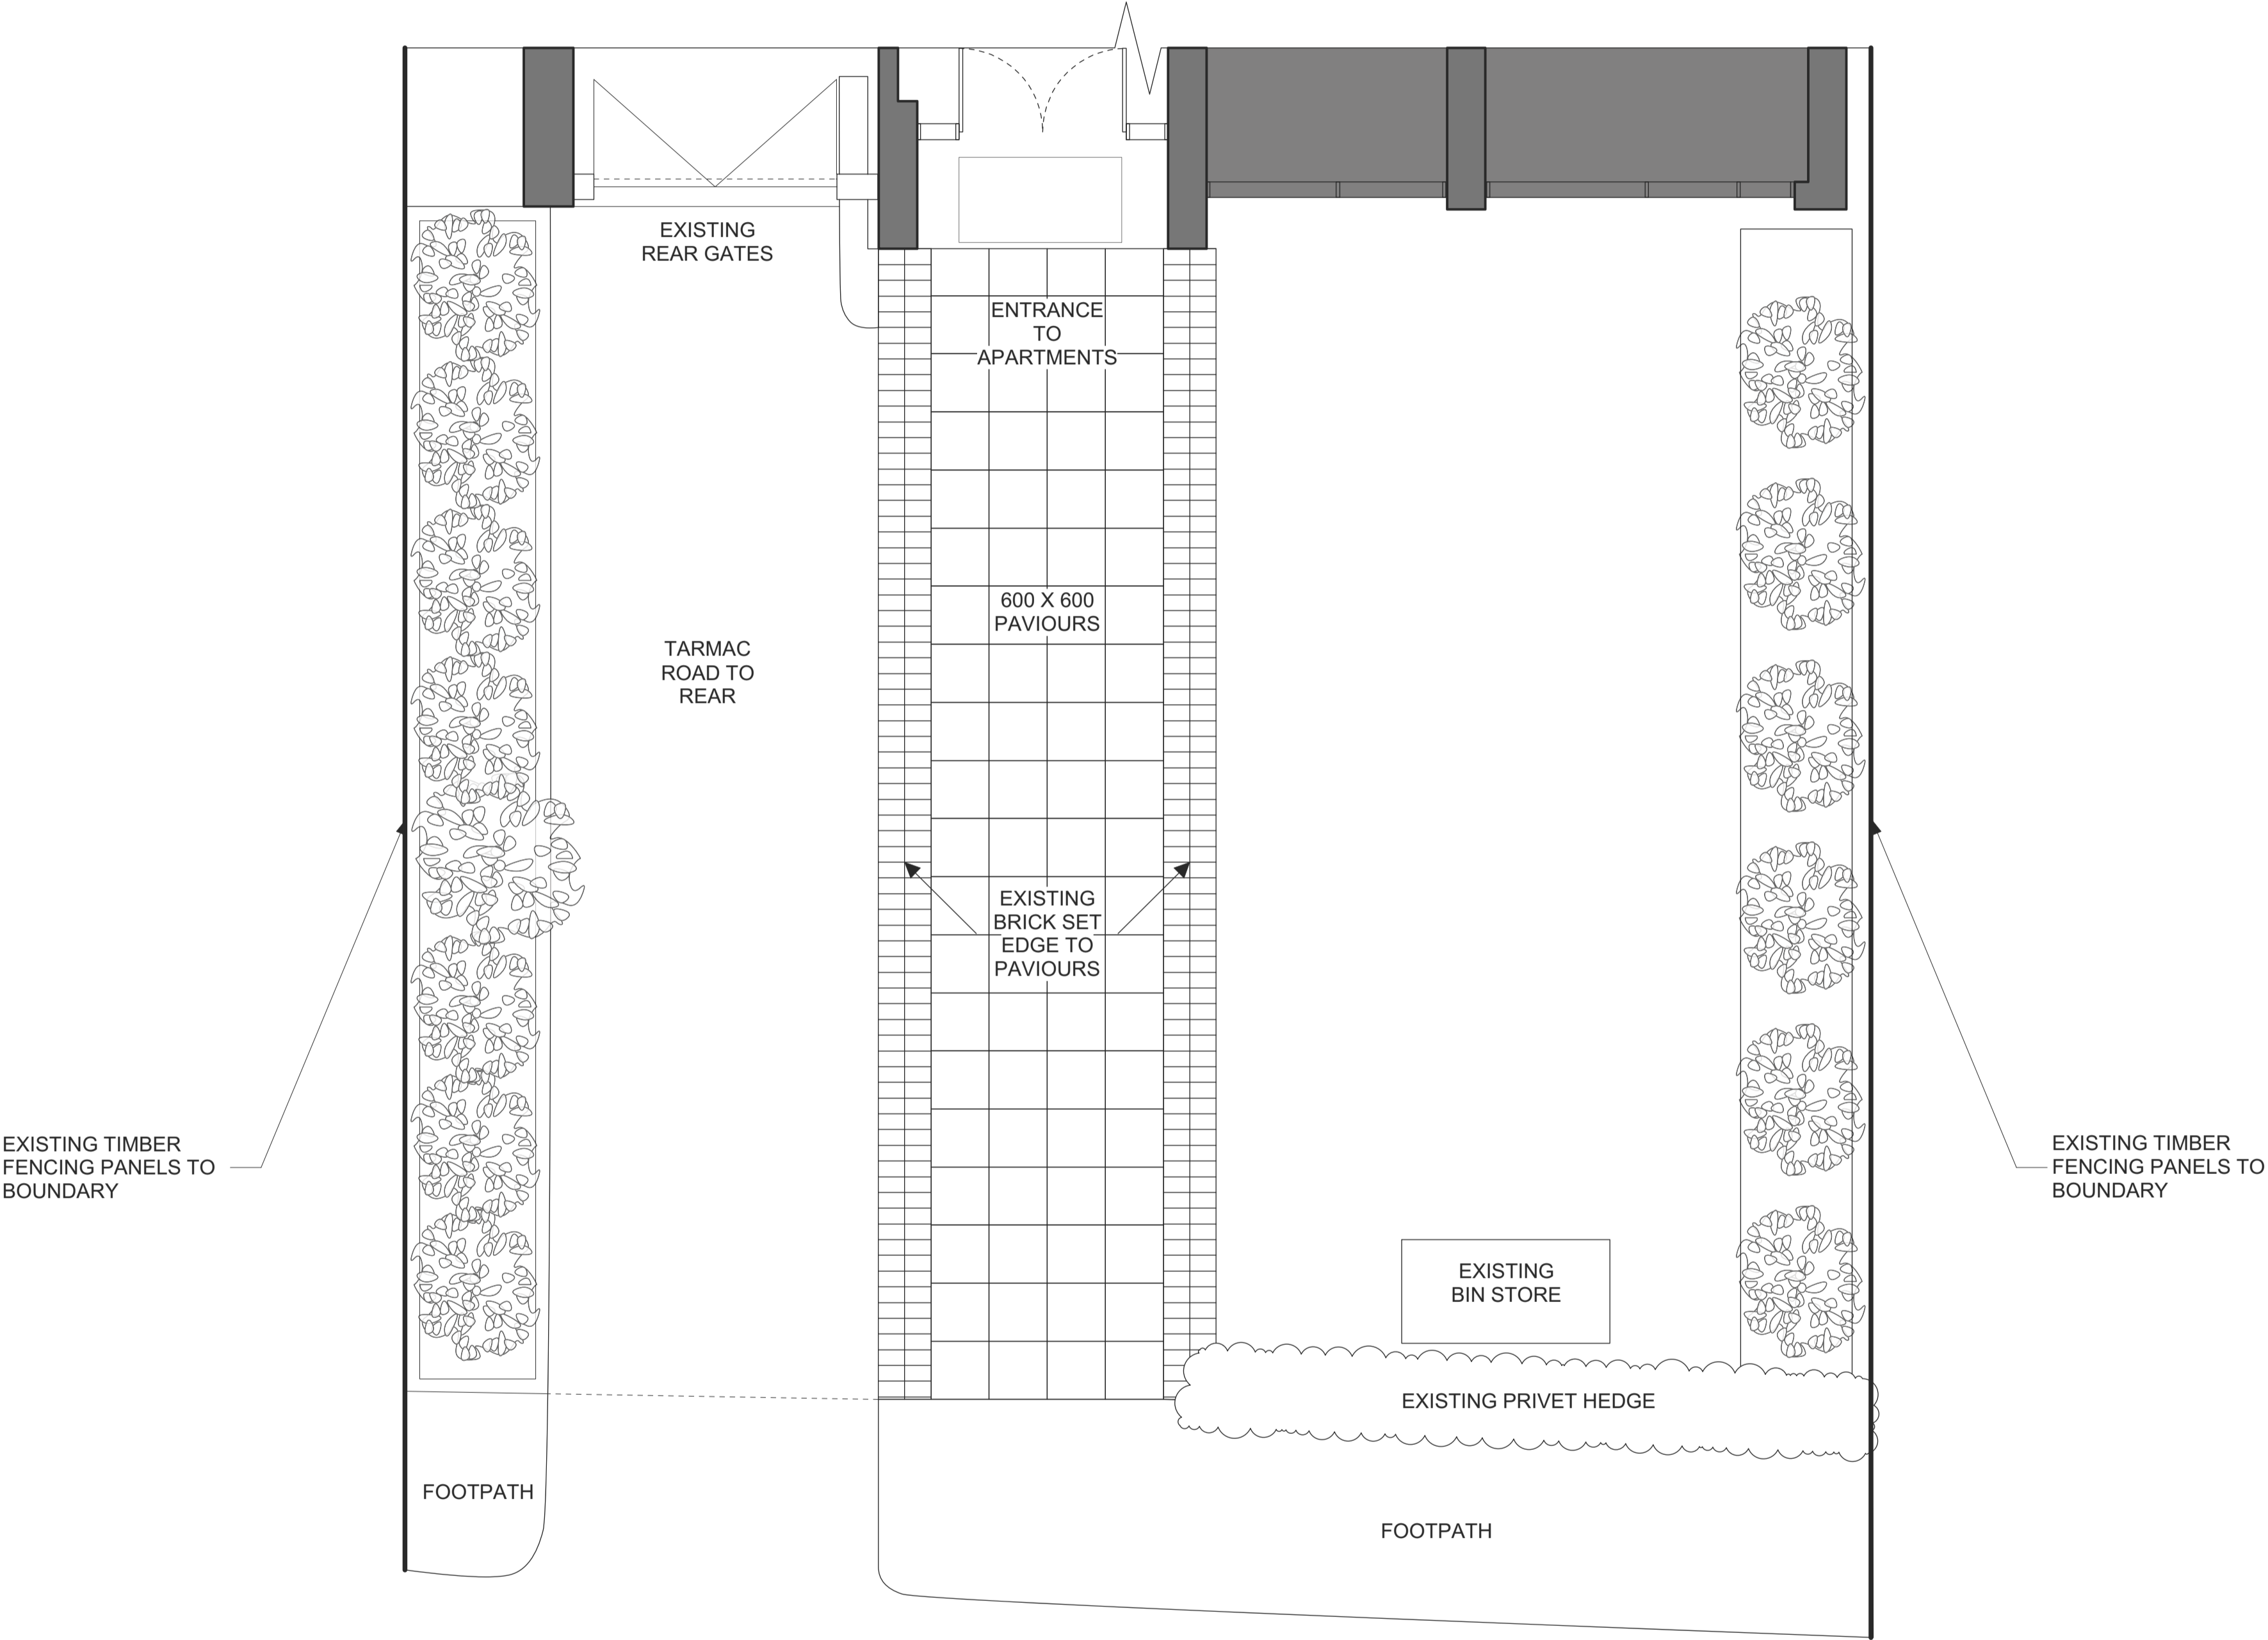 EXISTING
REAR GATES
ENTRANCE
TO
APARTMENTS
600 X 600
PAVIOURS
TARMAC
ROAD TO
REAR
EXISTING
BRICK SET
EDGE TO
PAVIOURS
EXISTING TIMBER
FENCING PANELS TO
BOUNDARY
EXISTING TIMBER
FENCING PANELS TO
BOUNDARY
EXISTING
BIN STORE
EXISTING PRIVET HEDGE
FOOTPATH
FOOTPATH